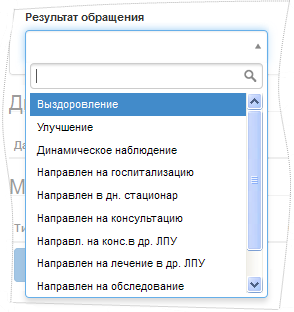 Результат обращения
Выздоровление
Улучшение
Динамическое наблюдение
Направлен на госпитализацию
Направлен в дн. стационар
Направлен на консультацию
Направл. на конс.в др. ЛПУ
Направлен на лечение в др. ЛПУ
Направлен на обследование